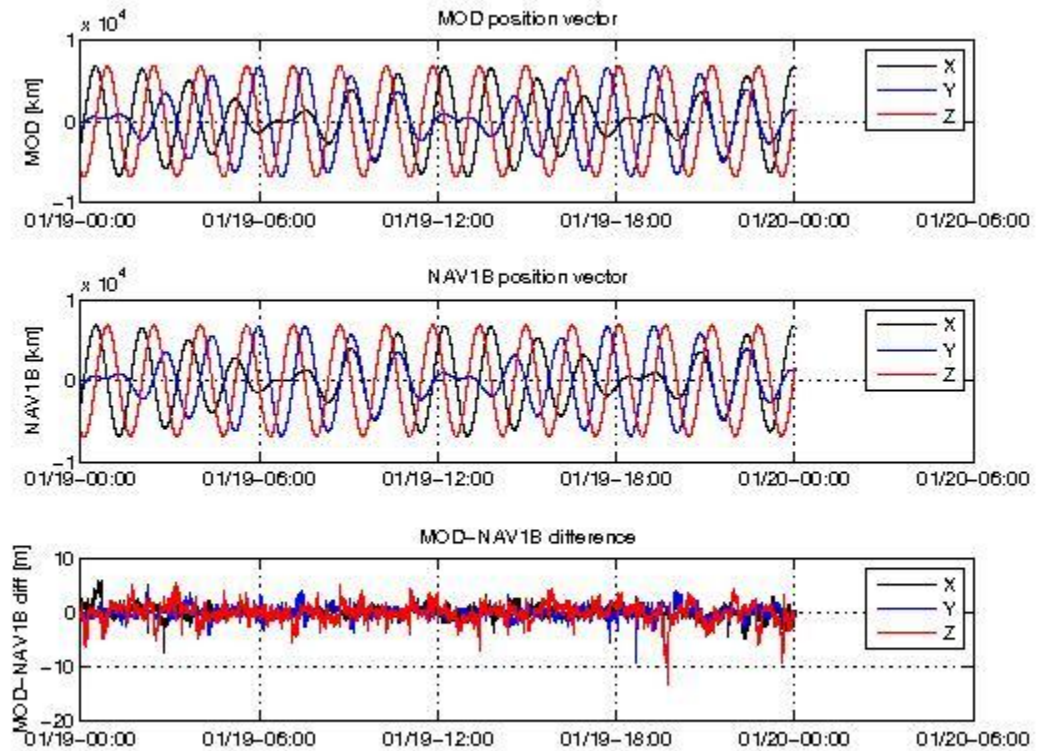 MOD position vector
x 10^4
1
0
−1
MOD [km]
X
Y
Z
01/19−00:00 01/19−06:00 01/19−12:00 01/19−18:00 01/20−00:00 01/20−06:00
NAV1B position vector
x 10^4
1
0
−1
NAV1B [km]
X
Y
Z
01/19−00:00 01/19−06:00 01/19−12:00 01/19−18:00 01/20−00:00 01/20−06:00
MOD−NAV1B difference
10
0
−10
−20
MOD−NAV1B diff [m]
X
Y
Z
01/19−00:00 01/19−06:00 01/19−12:00 01/19−18:00 01/20−00:00 01/20−06:00